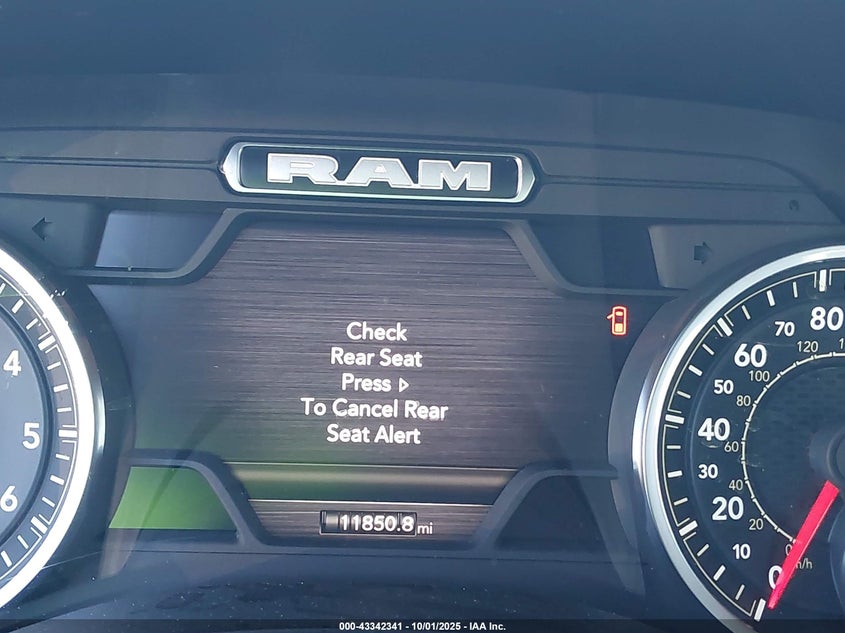 RAM
Check
Rear Seat
Press ▷
To Cancel Rear
Seat Alert
11850.8 mi
4
5
6
80
70
60
50
40
30
20
10
0
120
100
80
60
40
20
000-43342341 - 10/01/2025 - IAA Inc.